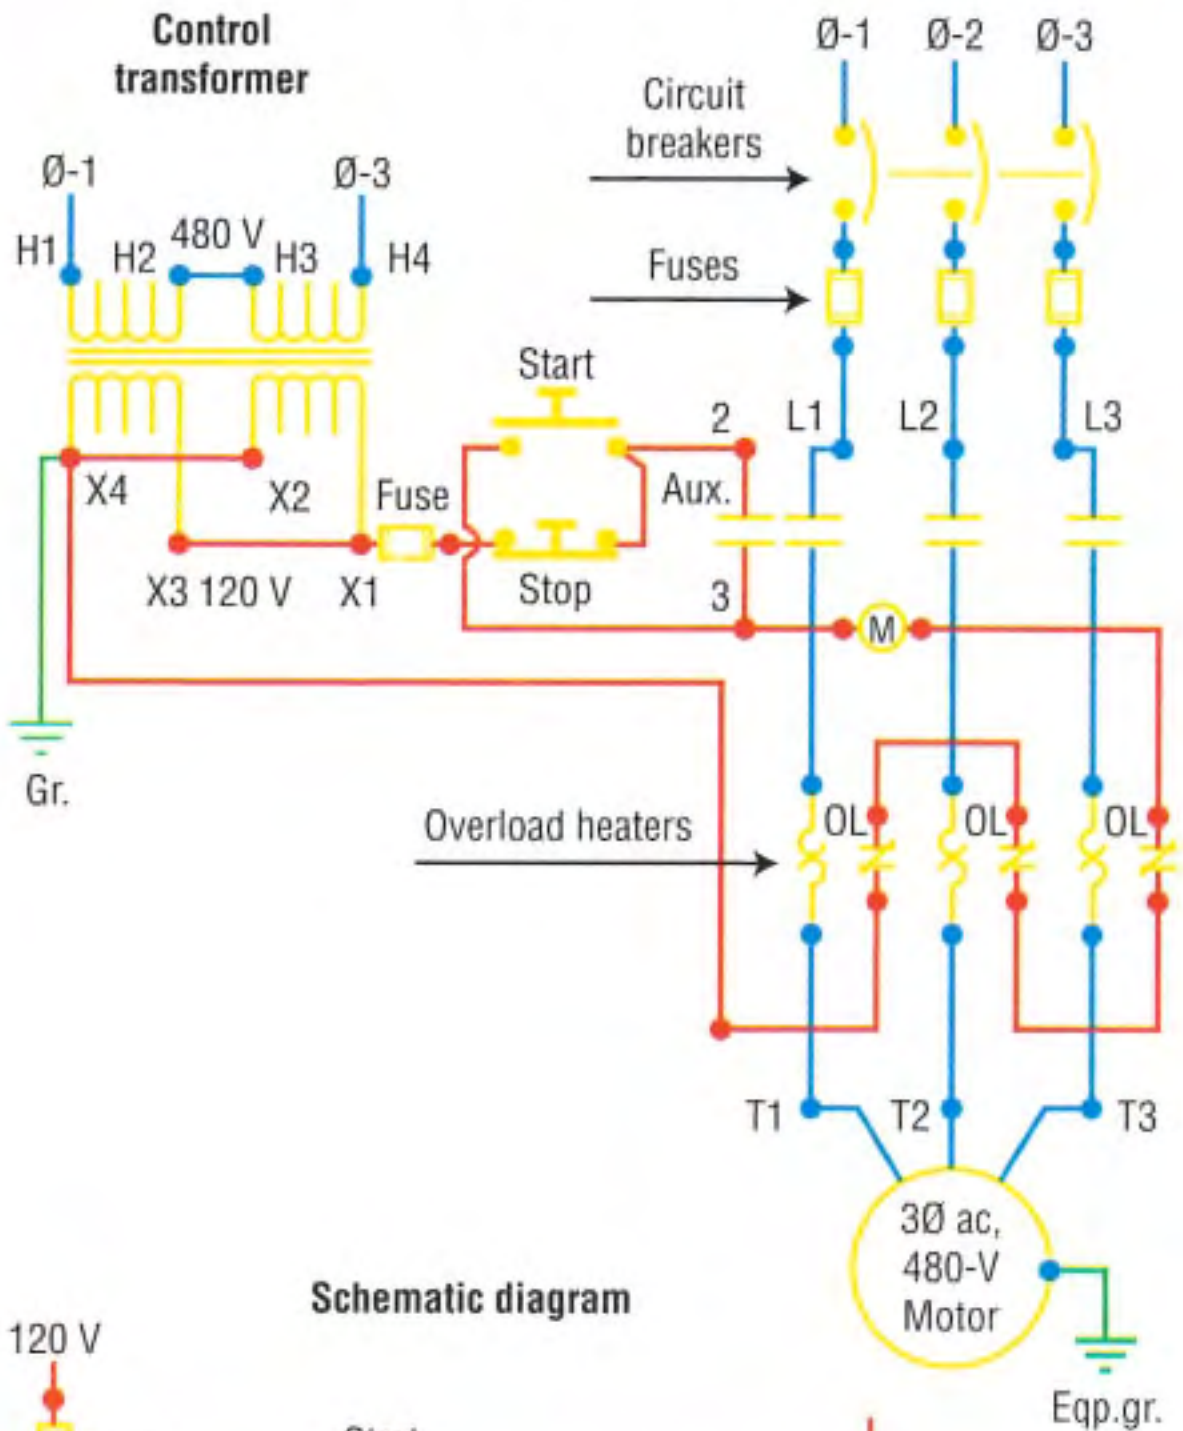 Control
transformer
Ø-1
Ø-3
H1
H2
480 V
H3
H4
X4
X2
Fuse
X3 120 V
X1
Gr.
Start
Stop
Circuit
breakers
Fuses
Ø-1
Ø-2
Ø-3
L1
L2
L3
2
Aux.
3
M
Overload heaters
OL
OL
OL
T1
T2
T3
3Ø ac,
480-V
Motor
Eqp.gr.
Schematic diagram
120 V